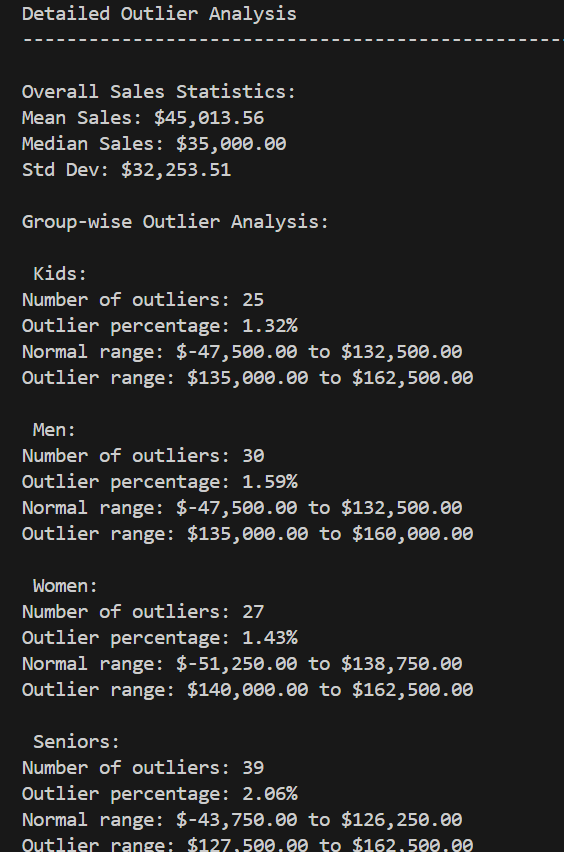 Detailed Outlier Analysis
--------------------------------------------------
Overall Sales Statistics:
Mean Sales: $45,013.56
Median Sales: $35,000.00
Std Dev: $32,253.51
Group-wise Outlier Analysis:
Kids:
Number of outliers: 25
Outlier percentage: 1.32%
Normal range: $-47,500.00 to $132,500.00
Outlier range: $135,000.00 to $162,500.00
Men:
Number of outliers: 30
Outlier percentage: 1.59%
Normal range: $-47,500.00 to $132,500.00
Outlier range: $135,000.00 to $160,000.00
Women:
Number of outliers: 27
Outlier percentage: 1.43%
Normal range: $-51,250.00 to $138,750.00
Outlier range: $140,000.00 to $162,500.00
Seniors:
Number of outliers: 39
Outlier percentage: 2.06%
Normal range: $-43,750.00 to $126,250.00
Outlier range: $127,500.00 to $162,500.00